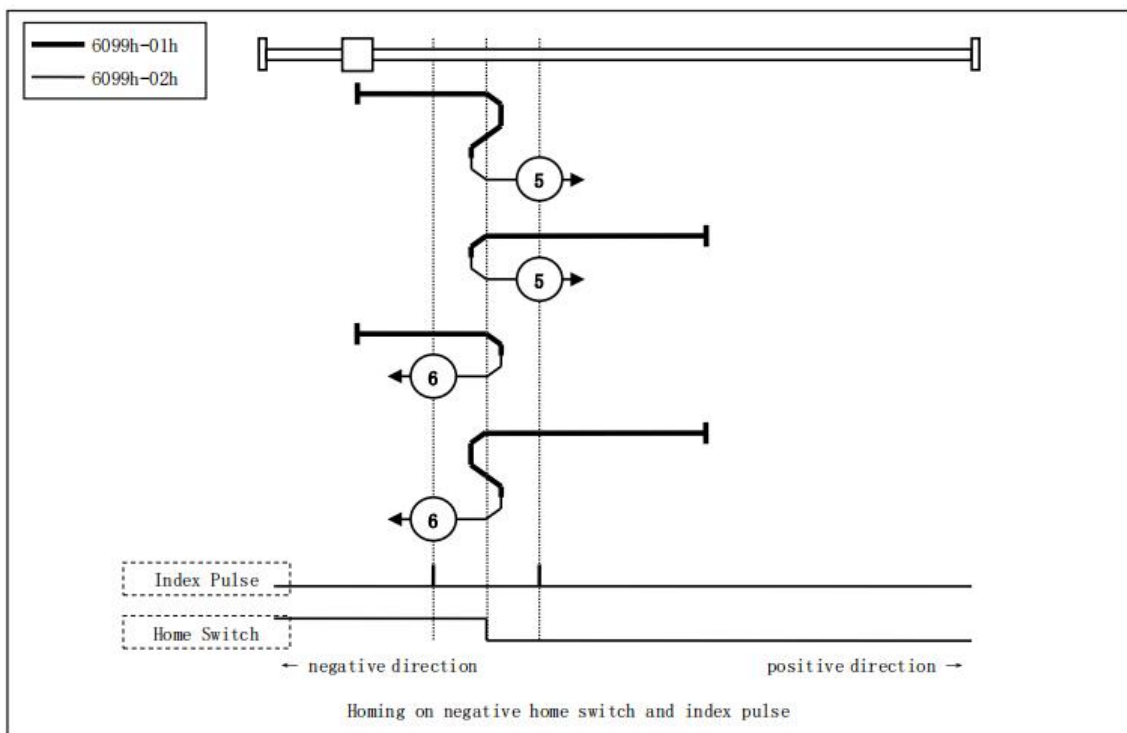 6099h-01h
6099h-02h
5
5
6
6
Index Pulse
Home Switch
← negative direction
positive direction →
Homing on negative home switch and index pulse